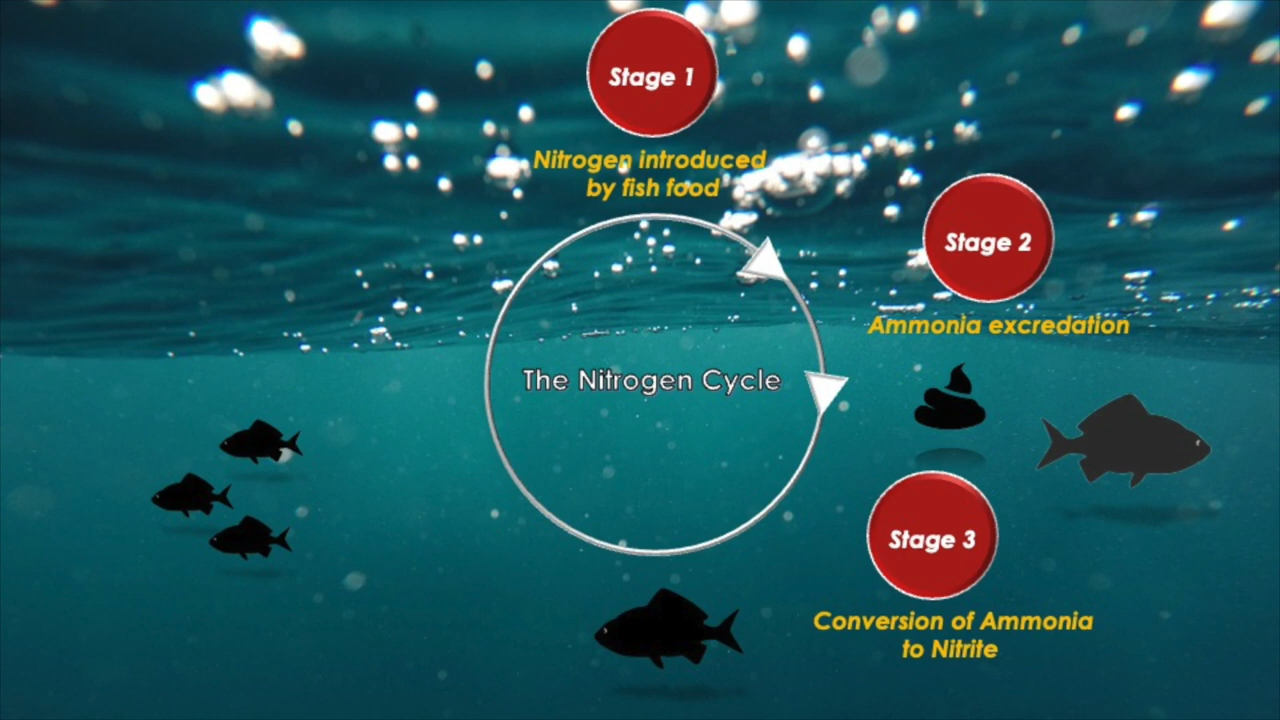 Stage 1
Nitrogen introduced
by fish food
Stage 2
Ammonia excredation
The Nitrogen Cycle
Stage 3
Conversion of Ammonia
to Nitrite